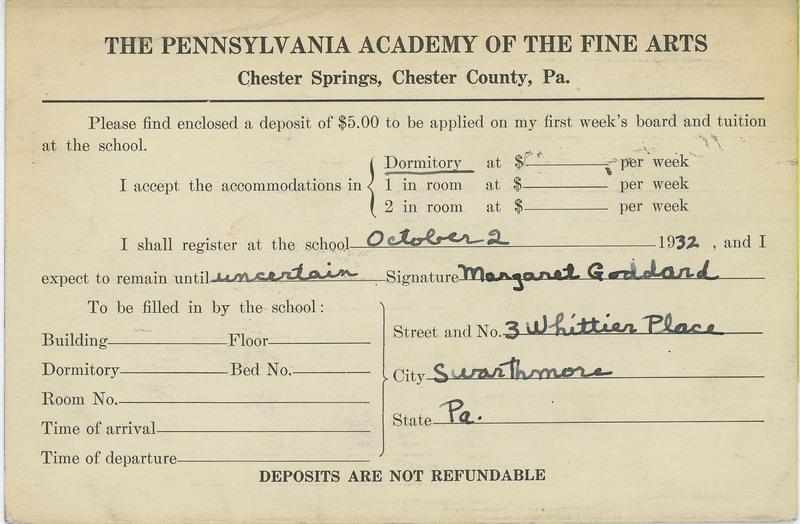 THE PENNSYLVANIA ACADEMY OF THE FINE ARTS
Chester Springs, Chester County, Pa.
Please find enclosed a deposit of $5.00 to be applied on my first week's board and tuition
at the school.
I accept the accommodations in
Dormitory at $ per week
1 in room at $ per week
2 in room at $ per week
I shall register at the school October 2 1932, and I
expect to remain until uncertain Signature Margaret Goddard
To be filled in by the school:
Building Floor
Dormitory Bed No.
Room No.
Time of arrival
Time of departure
Street and No. 3 Whittier Place
City Swarthmore
State Pa.
DEPOSITS ARE NOT REFUNDABLE